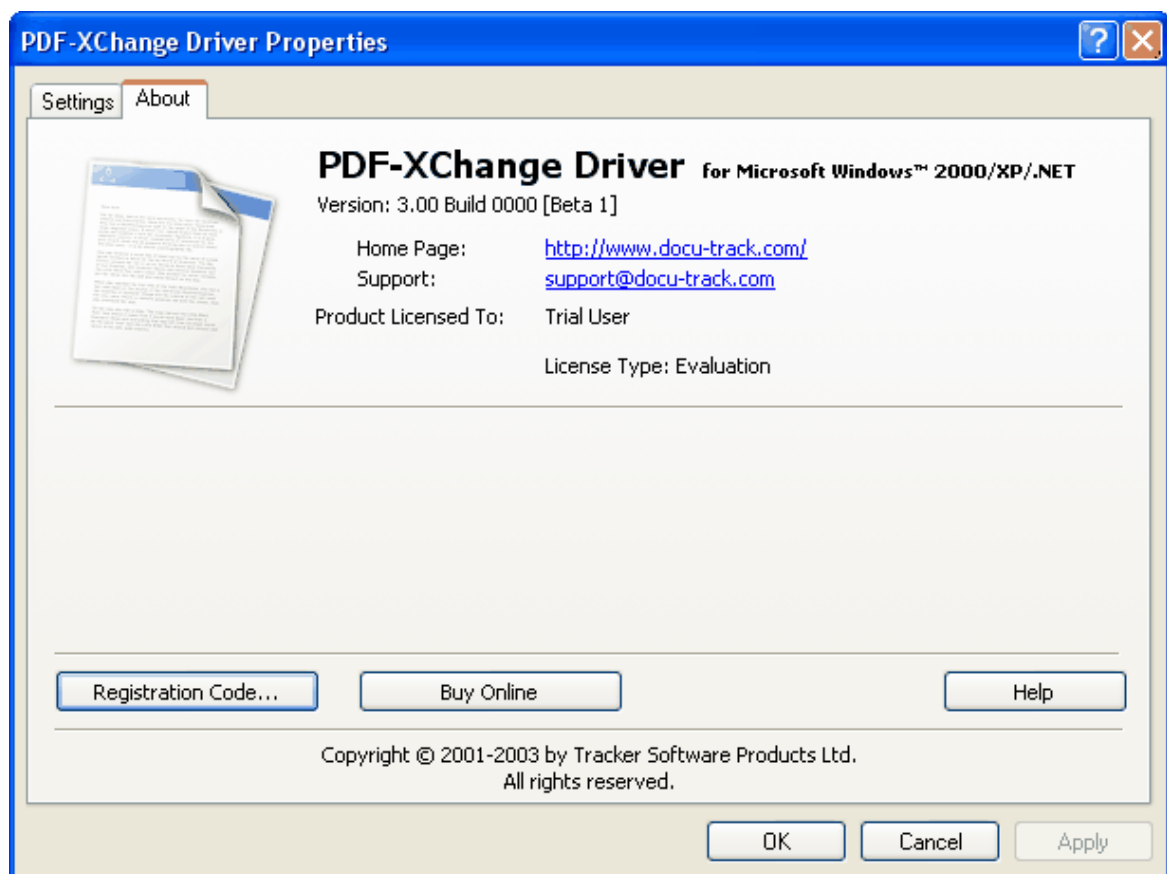 PDF-XChange Driver Properties
Settings About
PDF-XChange Driver for Microsoft Windows™ 2000/XP/.NET
Version: 3.00 Build 0000 [Beta 1]
Home Page: http://www.docu-track.com/
Support: support@docu-track.com
Product Licensed To: Trial User
License Type: Evaluation
Registration Code... Buy Online Help
Copyright © 2001-2003 by Tracker Software Products Ltd.
All rights reserved.
OK Cancel Apply